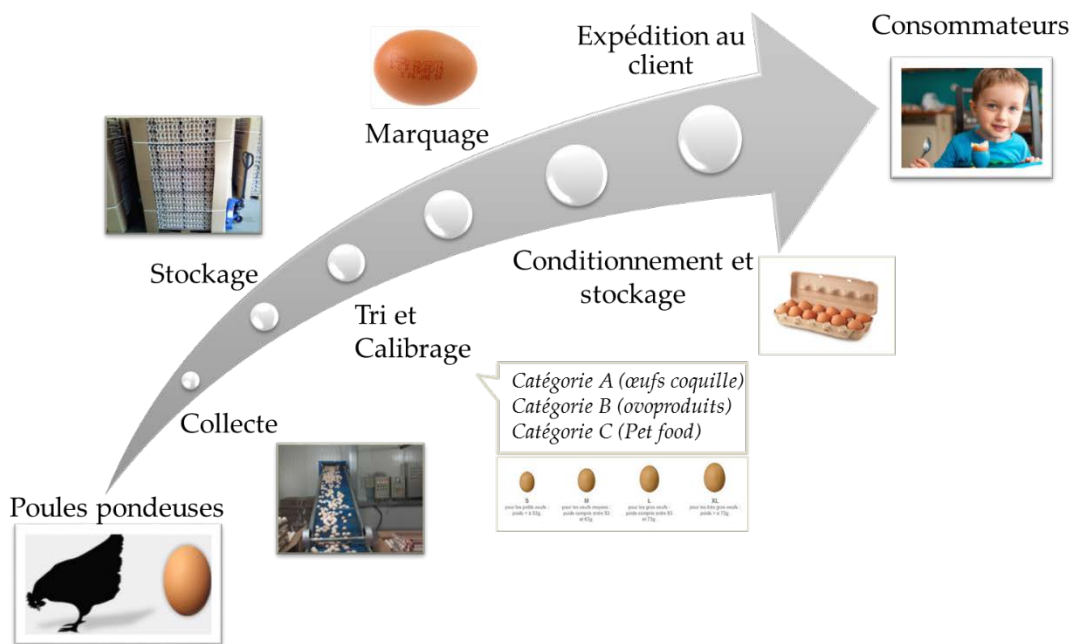 Expédition au
client
Consommateurs
Marquage
Stockage
Conditionnement et
stockage
Tri et
Calibrage
Catégorie A (œufs coquille)
Catégorie B (ovoproduits)
Catégorie C (Pet food)
Collecte
S
M
L
XL
Poules pondeuses